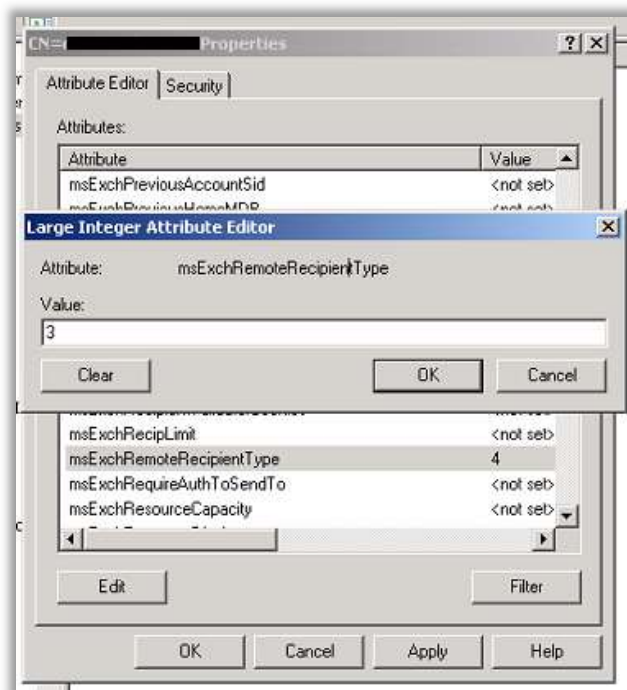 CN= Properties
Attribute Editor Security
Attributes:
Attribute Value
msExchPreviousAccountSid <not set>
Large Integer Attribute Editor
Attribute: msExchRemoteRecipientType
Value:
3
Clear OK Cancel
msExchRecipLimit <not set>
msExchRemoteRecipientType 4
msExchRequireAuthToSendTo <not set>
msExchResourceCapacity <not set>
Edit Filter
OK Cancel Apply Help